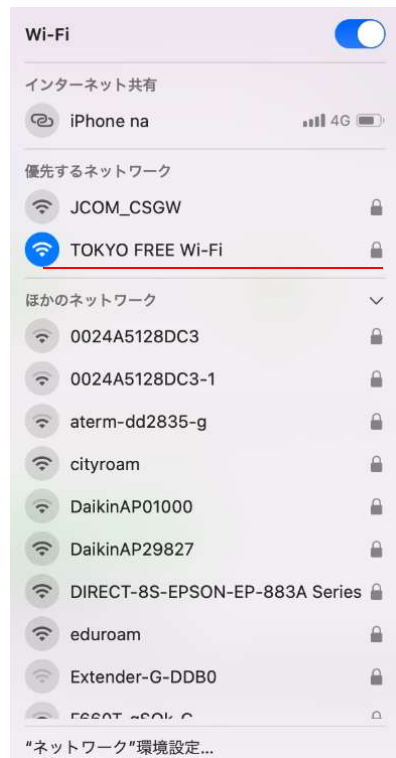 Wi-Fi
インターネット共有
iPhone na 4G
優先するネットワーク
JCOM_CSGW
TOKYO FREE Wi-Fi
ほかのネットワーク
0024A5128DC3
0024A5128DC3-1
aterm-dd2835-g
cityroam
DaikinAP01000
DaikinAP29827
DIRECT-8S-EPSON-EP-883A Series
eduroam
Extender-G-DDB0
"ネットワーク"環境設定...